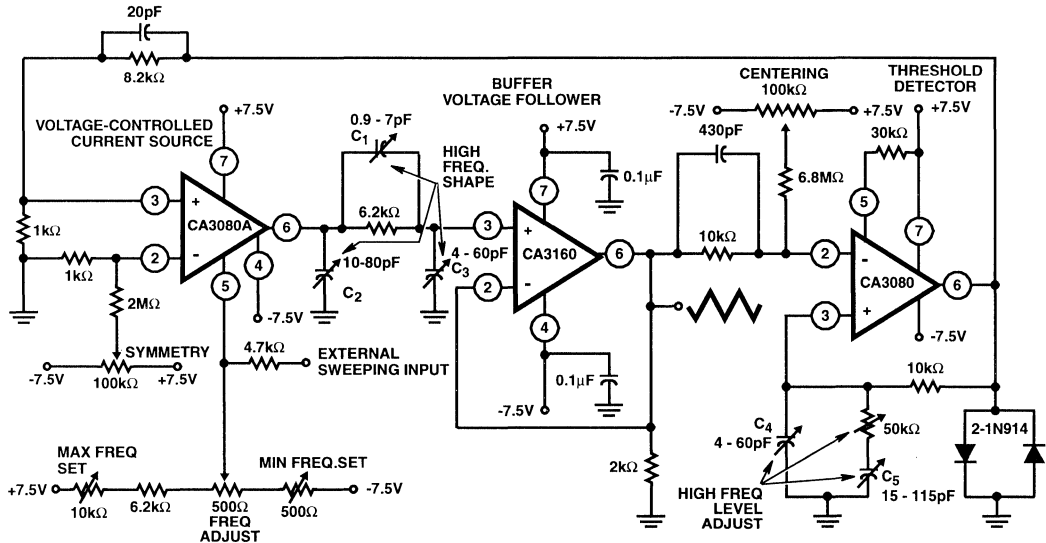 20pF
8.2kΩ
VOLTAGE-CONTROLLED
CURRENT SOURCE
+7.5V
7
3
+
CA3080A
6
-
2
4
5
1kΩ
1kΩ
2MΩ
-7.5V
SYMMETRY
-7.5V
100kΩ
+7.5V
4.7kΩ
EXTERNAL
SWEEPING INPUT
MAX FREQ
SET
+7.5V
10kΩ
6.2kΩ
500Ω
FREQ
ADJUST
MIN FREQ.SET
500Ω
-7.5V
0.9 - 7pF
C1
HIGH
FREQ.
SHAPE
6.2kΩ
10-80pF
C2
4 - 60pF
C3
BUFFER
VOLTAGE FOLLOWER
+7.5V
0.1µF
7
3
+
CA3160
6
2
-
4
0.1µF
-7.5V
2kΩ
CENTERING
100kΩ
-7.5V
+7.5V
430pF
6.8MΩ
10kΩ
THRESHOLD
DETECTOR
+7.5V
30kΩ
5
7
2
-
CA3080
6
3
+
-7.5V
10kΩ
C4
4 - 60pF
50kΩ
C5
15 - 115pF
HIGH FREQ
LEVEL
ADJUST
2-1N914